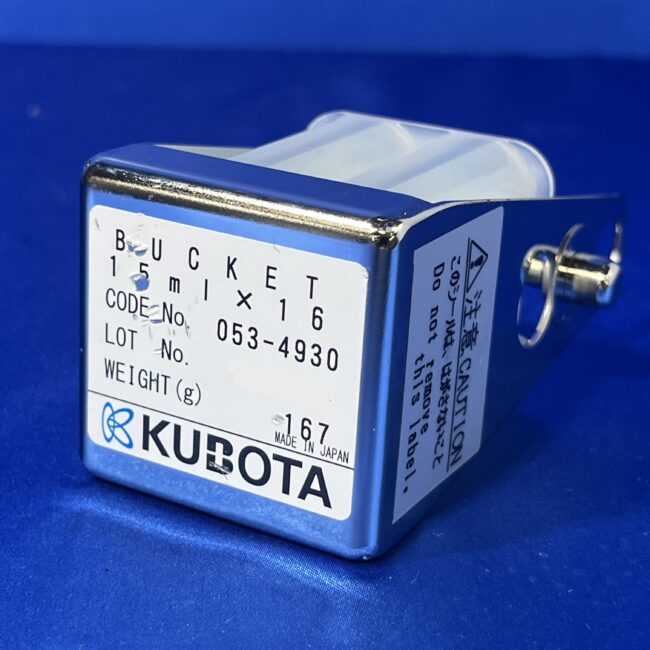 BUCKET
15ml×16
CODE No. 053-4930
LOT No.
WEIGHT(g) 167
MADE IN JAPAN
KUBOTA
注意 CAUTION
このシールは、はがさないこと
Do not remove
this label.